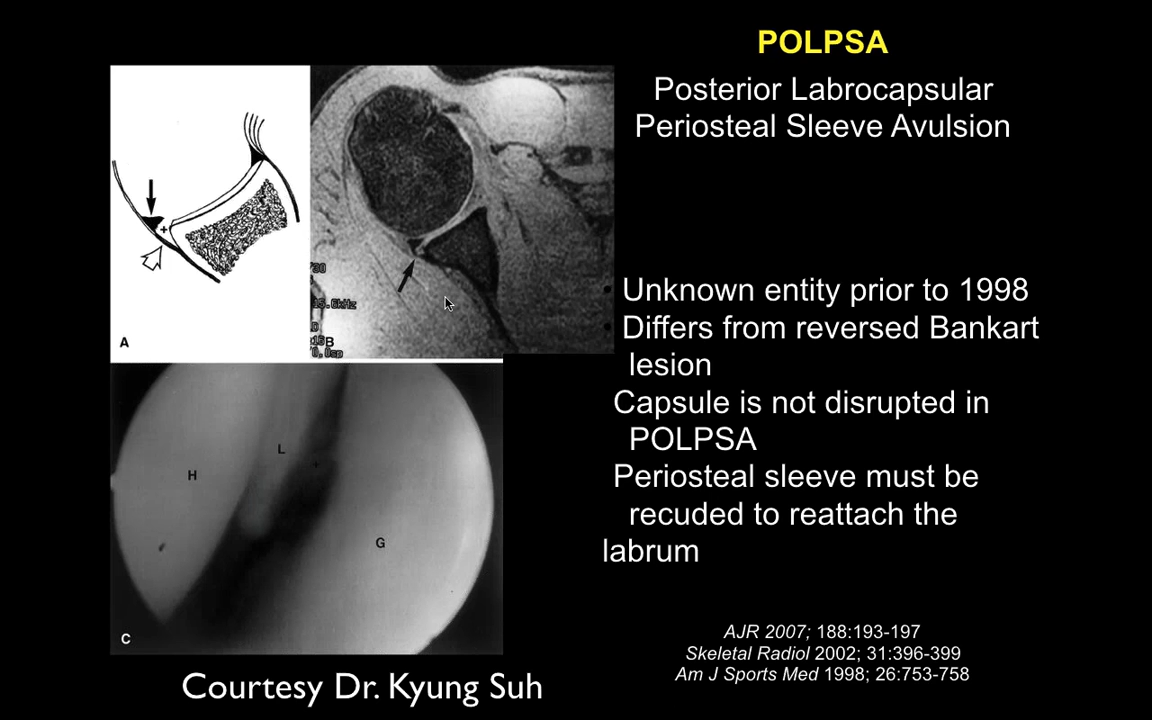 POLPSA
Posterior Labrocapsular
Periosteal Sleeve Avulsion
Unknown entity prior to 1998
Differs from reversed Bankart
lesion
Capsule is not disrupted in
POLPSA
Periosteal sleeve must be
recuded to reattach the
labrum
AJR 2007; 188:193-197
Skeletal Radiol 2002; 31:396-399
Am J Sports Med 1998; 26:753-758
A
B
H
L
G
C
Courtesy Dr. Kyung Suh